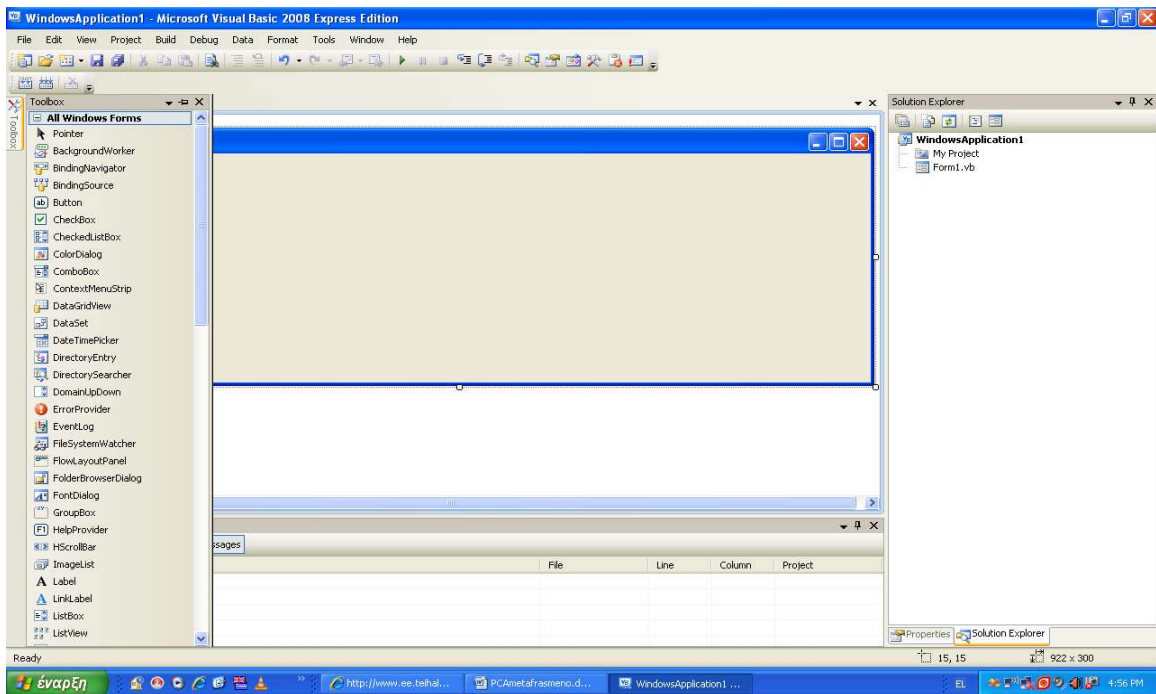 WindowsApplication1 - Microsoft Visual Basic 2008 Express Edition
File Edit View Project Build Debug Data Format Tools Window Help
Toolbox
Toolbox
All Windows Forms
Pointer
BackgroundWorker
BindingNavigator
BindingSource
Button
CheckBox
CheckedListBox
ColorDialog
ComboBox
ContextMenuStrip
DataGridView
DataSet
DateTimePicker
DirectoryEntry
DirectorySearcher
DomainUpDown
ErrorProvider
EventLog
FileSystemWatcher
FlowLayoutPanel
FolderBrowserDialog
FontDialog
GroupBox
HelpProvider
HScrollBar
ImageList
Label
LinkLabel
ListBox
ListView
ssages
File Line Column Project
Solution Explorer
WindowsApplication1
My Project
Form1.vb
Properties Solution Explorer
Ready 15, 15 922 x 300
έναρξη http://www.ee.teihal... PCAmetafrasmeno.d... WindowsApplication1 ... EL 4:56 PM